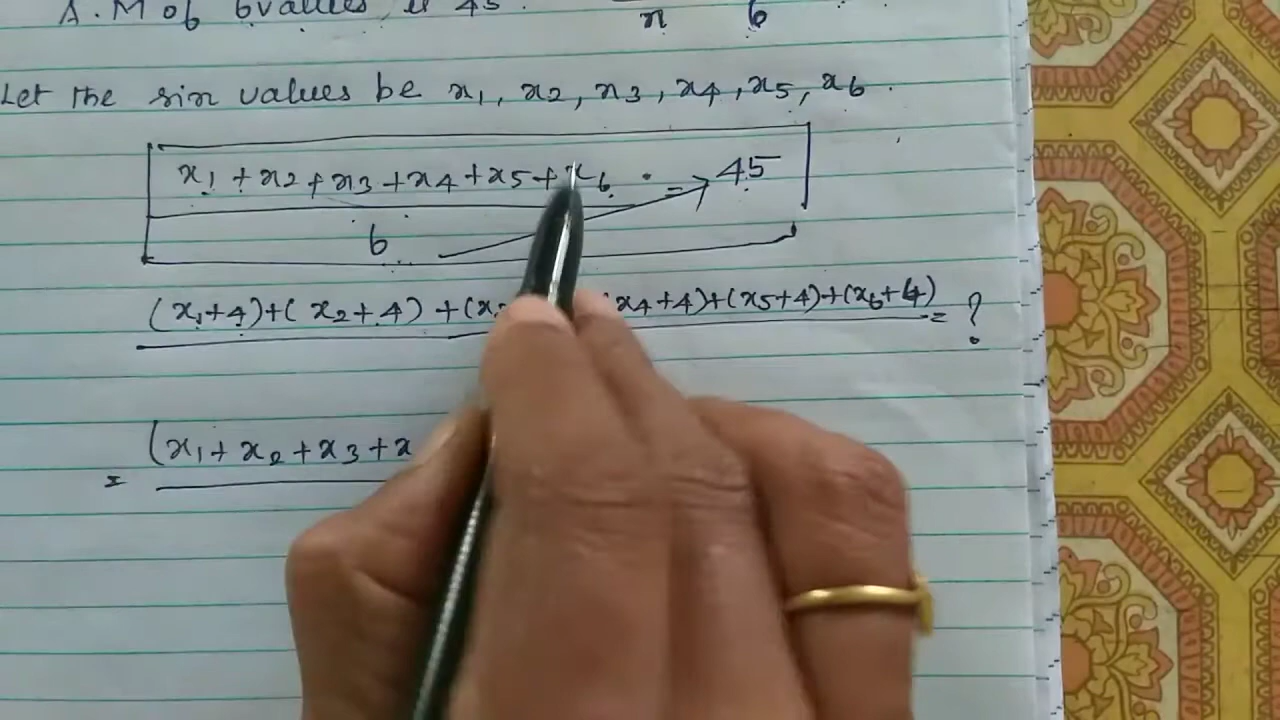 A.M of 6 values is 45.
n 6
Let the six values be x1, x2, x3, x4, x5, x6.
x1 + x2 + x3 + x4 + x5 + x6 = 45
6
(x1+4)+(x2+4)+(x x4+4)+(x5+4)+(x6+4) = ?
= (x1 + x2 + x3 + x